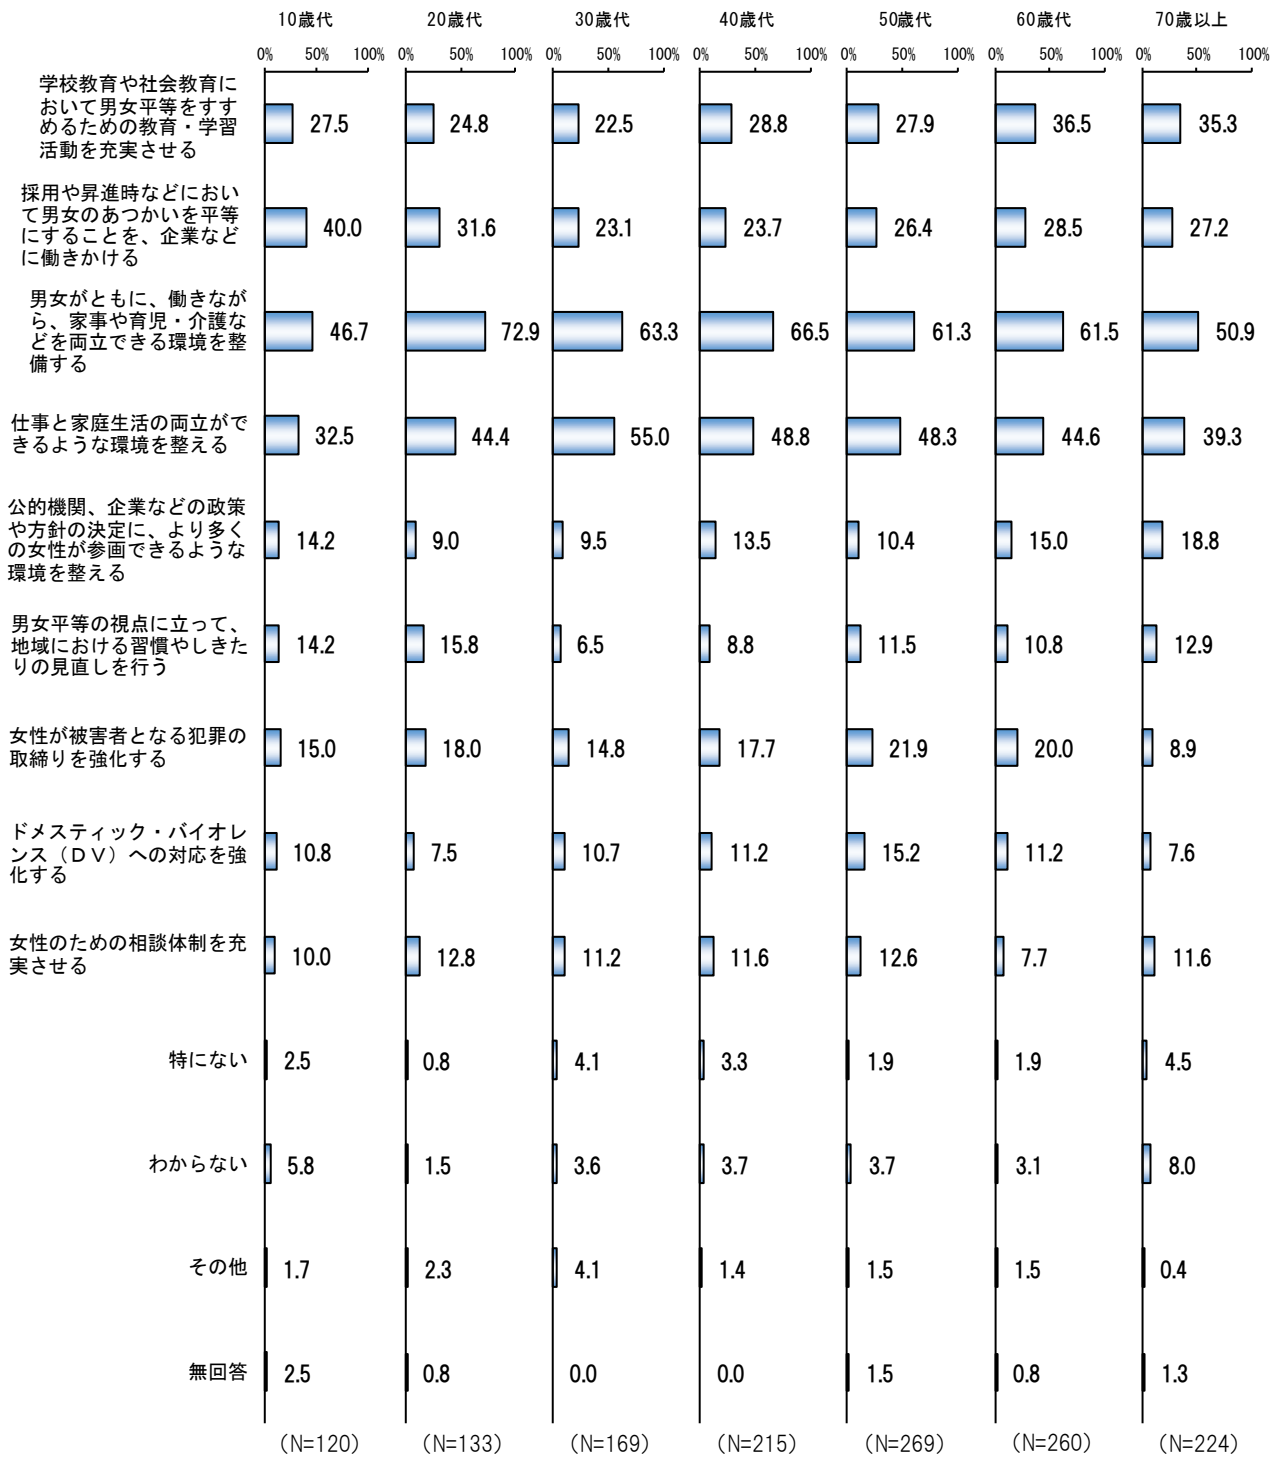 10歳代 20歳代 30歳代 40歳代 50歳代 60歳代 70歳以上
0% 50% 100% 0% 50% 100% 0% 50% 100% 0% 50% 100% 0% 50% 100% 0% 50% 100% 0% 50% 100%
学校教育や社会教育に
おいて男女平等をすす
めるための教育・学習
活動を充実させる
27.5 24.8 22.5 28.8 27.9 36.5 35.3
採用や昇進時などにおい
て男女のあつかいを平等
にすることを、企業など
に働きかける
40.0 31.6 23.1 23.7 26.4 28.5 27.2
男女がともに、働きなが
ら、家事や育児・介護な
どを両立できる環境を整
備する
46.7 72.9 63.3 66.5 61.3 61.5 50.9
仕事と家庭生活の両立がで
きるような環境を整える
32.5 44.4 55.0 48.8 48.3 44.6 39.3
公的機関、企業などの政策
や方針の決定に、より多く
の女性が参画できるような
環境を整える
14.2 9.0 9.5 13.5 10.4 15.0 18.8
男女平等の視点に立って、
地域における習慣やしきた
りの見直しを行う
14.2 15.8 6.5 8.8 11.5 10.8 12.9
女性が被害者となる犯罪の
取締りを強化する
15.0 18.0 14.8 17.7 21.9 20.0 8.9
ドメスティック・バイオレ
ンス（ＤＶ）への対応を強
化する
10.8 7.5 10.7 11.2 15.2 11.2 7.6
女性のための相談体制を充
実させる
10.0 12.8 11.2 11.6 12.6 7.7 11.6
特にない 2.5 0.8 4.1 3.3 1.9 1.9 4.5
わからない 5.8 1.5 3.6 3.7 3.7 3.1 8.0
その他 1.7 2.3 4.1 1.4 1.5 1.5 0.4
無回答 2.5 0.8 0.0 0.0 1.5 0.8 1.3
（N=120） （N=133） （N=169） （N=215） （N=269） （N=260） （N=224）